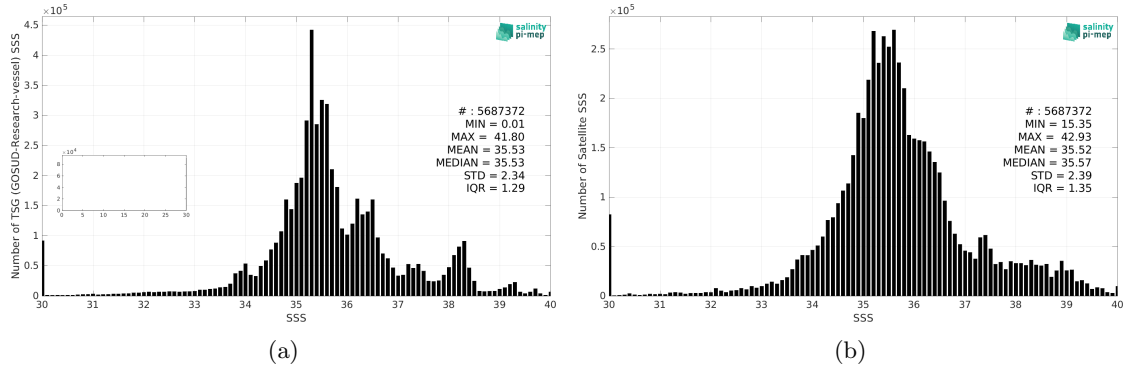 4.5 ×10⁵
4
3.5
3
2.5
2
1.5
1
0.5
0
Number of TSG (GOSUD-Research-vessel) SSS
30 31 32 33 34 35 36 37 38 39 40
SSS
×10⁴
8
6
4
2
0
0 5 10 15 20 25 30
salinity
pi-mep
# : 5687372
MIN = 0.01
MAX = 41.80
MEAN = 35.53
MEDIAN = 35.53
STD = 2.34
IQR = 1.29
(a)
×10⁵
2.5
2
1.5
1
0.5
0
Number of Satellite SSS
30 31 32 33 34 35 36 37 38 39 40
SSS
salinity
pi-mep
# : 5687372
MIN = 15.35
MAX = 42.93
MEAN = 35.52
MEDIAN = 35.57
STD = 2.39
IQR = 1.35
(b)